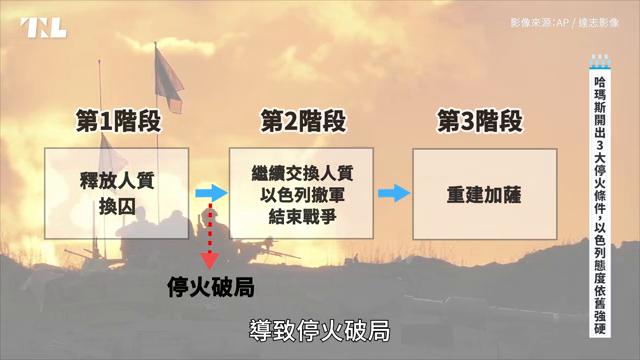 TNL
影像來源：AP / 達志影像
第1階段
第2階段
第3階段
釋放人質
換囚
繼續交換人質
以色列撤軍
結束戰爭
重建加薩
停火破局
導致停火破局
哈瑪斯開出3大停火條件，以色列態度依舊強硬